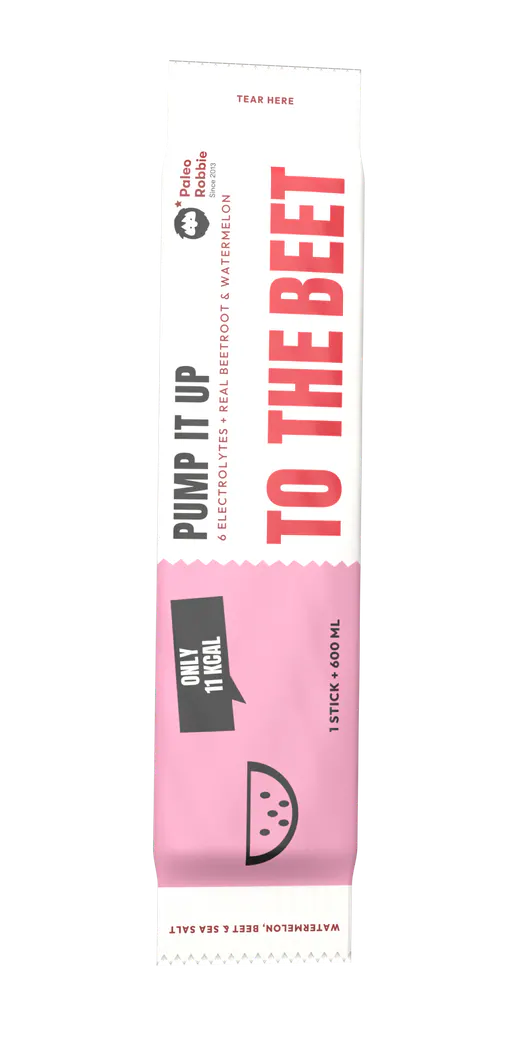 TEAR HERE
Paleo
Robbie
Since 2013
PUMP IT UP
6 ELECTROLYTES + REAL BEETROOT & WATERMELON
TO THE BEET
ONLY
11 KCAL
1 STICK + 600 ML
WATERMELON, BEET & SEA SALT